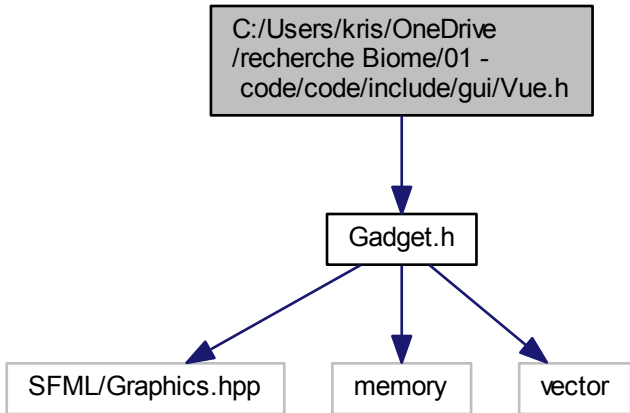 C:/Users/kris/OneDrive
/recherche Biome/01 -
code/code/include/gui/Vue.h
Gadget.h
SFML/Graphics.hpp
memory
vector